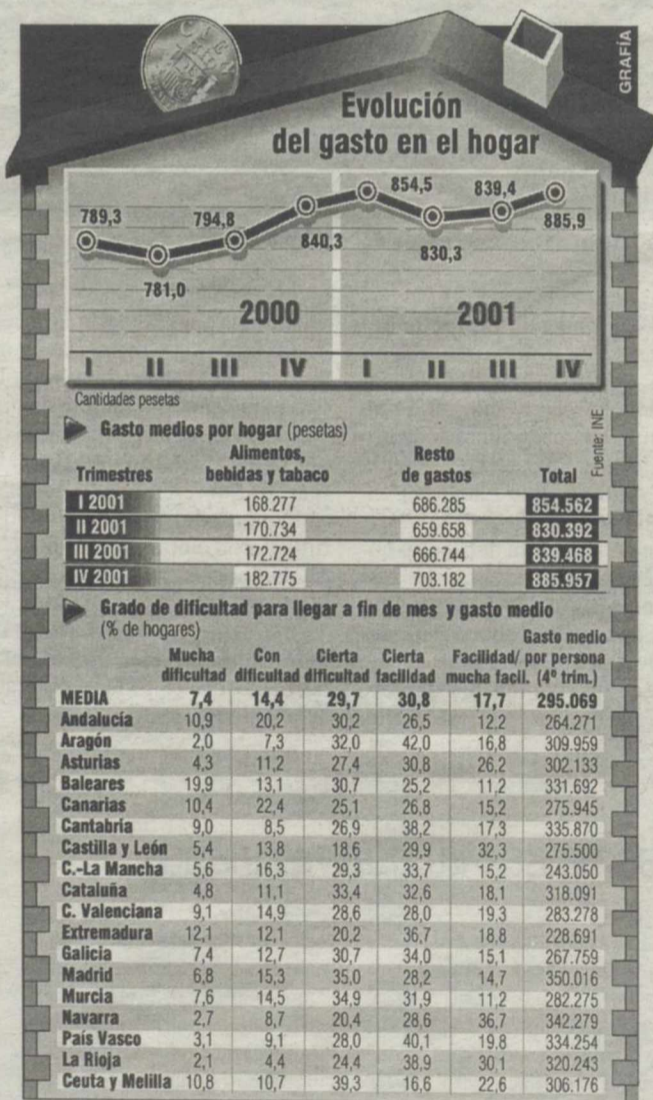 GRAFÍA
Evolución
del gasto en el hogar
789,3
781,0
794,8
840,3
854,5
830,3
839,4
885,9
2000
2001
I II III IV I II III IV
Cantidades pesetas
Fuente: INE
Gasto medios por hogar (pesetas)
Trimestres Alimentos, bebidas y tabaco Resto de gastos Total
I 2001 168.277 686.285 854.562
II 2001 170.734 659.658 830.392
III 2001 172.724 666.744 839.468
IV 2001 182.775 703.182 885.957
Grado de dificultad para llegar a fin de mes y gasto medio
(% de hogares)
Mucha dificultad Con dificultad Cierta dificultad Cierta facilidad Facilidad/ mucha facil. Gasto medio por persona (4º trim.)
MEDIA 7,4 14,4 29,7 30,8 17,7 295.069
Andalucía 10,9 20,2 30,2 26,5 12,2 264.271
Aragón 2,0 7,3 32,0 42,0 16,8 309.959
Asturias 4,3 11,2 27,4 30,8 26,2 302.133
Baleares 19,9 13,1 30,7 25,2 11,2 331.692
Canarias 10,4 22,4 25,1 26,8 15,2 275.945
Cantabria 9,0 8,5 26,9 38,2 17,3 335.870
Castilla y León 5,4 13,8 18,6 29,9 32,3 275.500
C.-La Mancha 5,6 16,3 29,3 33,7 15,2 243.050
Cataluña 4,8 11,1 33,4 32,6 18,1 318.091
C. Valenciana 9,1 14,9 28,6 28,0 19,3 283.278
Extremadura 12,1 12,1 20,2 36,7 18,8 228.691
Galicia 7,4 12,7 30,7 34,0 15,1 267.759
Madrid 6,8 15,3 35,0 28,2 14,7 350.016
Murcia 7,6 14,5 34,9 31,9 11,2 282.275
Navarra 2,7 8,7 20,4 28,6 36,7 342.279
País Vasco 3,1 9,1 28,0 40,1 19,8 334.254
La Rioja 2,1 4,4 24,4 38,9 30,1 320.243
Ceuta y Melilla 10,8 10,7 39,3 16,6 22,6 306.176